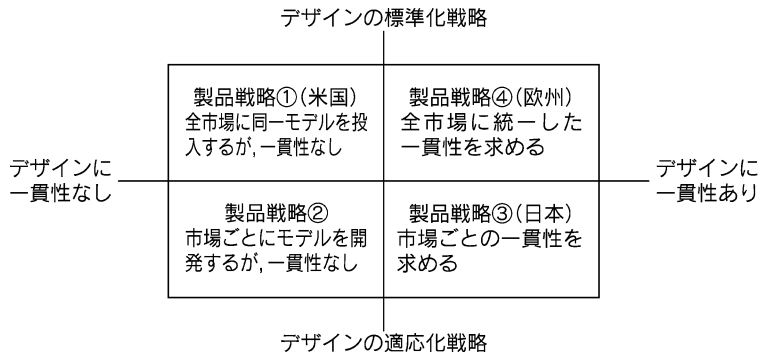 デザインの標準化戦略
製品戦略①(米国)
全市場に同一モデルを投
入するが,一貫性なし
製品戦略④(欧州)
全市場に統一した
一貫性を求める
デザインに
一貫性なし
デザインに
一貫性あり
製品戦略②
市場ごとにモデルを開
発するが,一貫性なし
製品戦略③(日本)
市場ごとの一貫性を
求める
デザインの適応化戦略